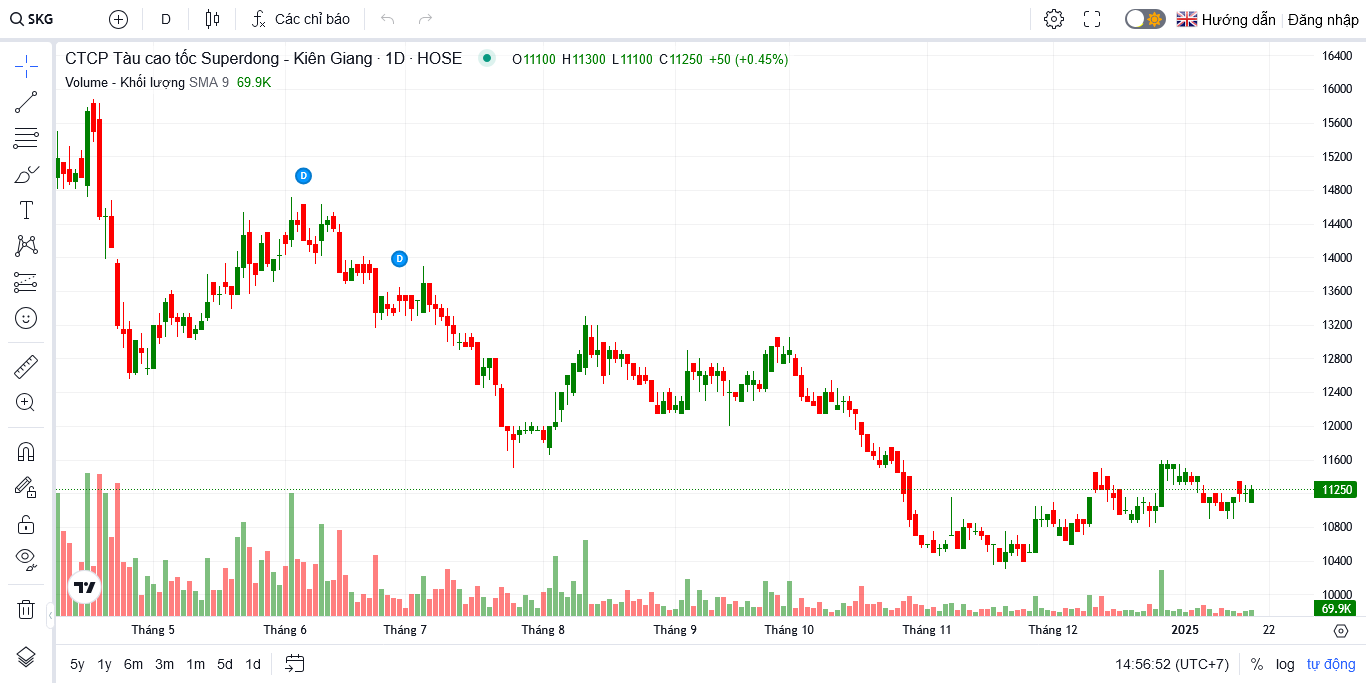 SKG D Các chỉ báo Hướng dẫn Đăng nhập
CTCP Tàu cao tốc Superdong - Kiên Giang · 1D · HOSE O11100 H11300 L11100 C11250 +50 (+0.45%)
Volume - Khối lượng SMA 9 69.9K
D
D
16400
16000
15600
15200
14800
14400
14000
13600
13200
12800
12400
12000
11600
11250
10800
10400
10000
69.9K
Tháng 5 Tháng 6 Tháng 7 Tháng 8 Tháng 9 Tháng 10 Tháng 11 Tháng 12 2025 22
5y 1y 6m 3m 1m 5d 1d 14:56:52 (UTC+7) % log tự động